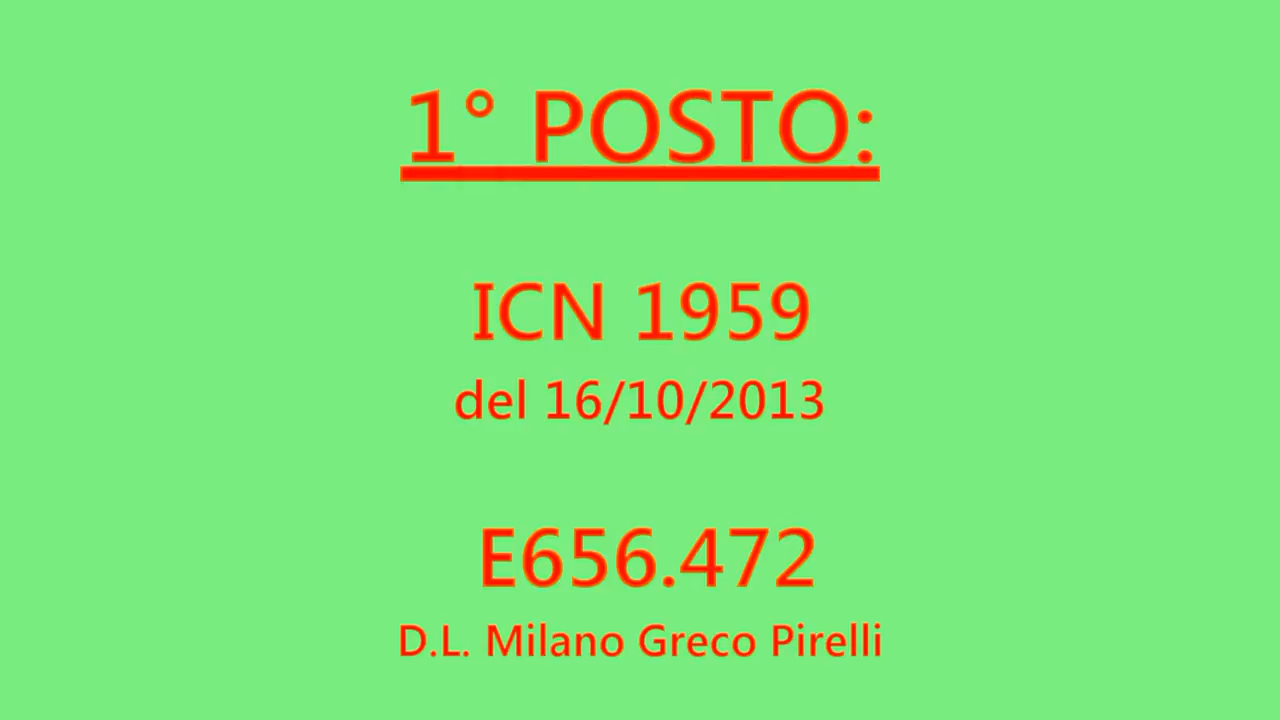 1° POSTO:
ICN 1959
del 16/10/2013
E656.472
D.L. Milano Greco Pirelli